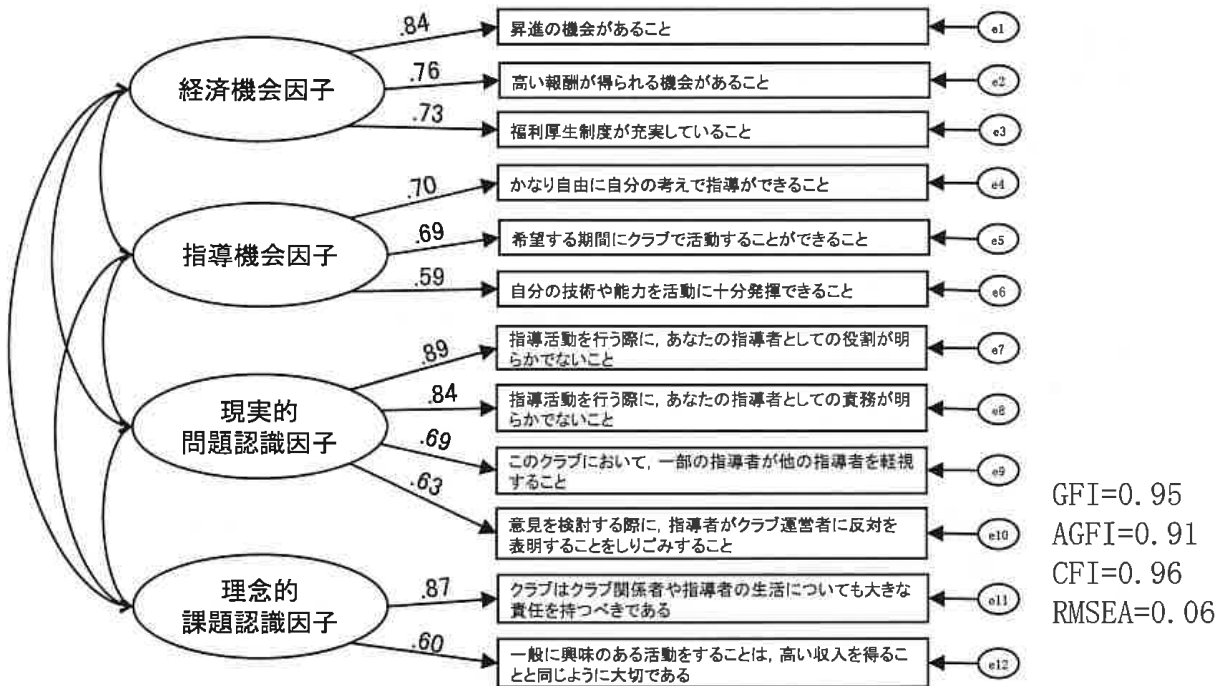 .84
昇進の機会があること
e1
経済機会因子
.76
高い報酬が得られる機会があること
e2
.73
福利厚生制度が充実していること
e3
.70
かなり自由に自分の考えで指導ができること
e4
指導機会因子
.69
希望する期間にクラブで活動することができること
e5
.59
自分の技術や能力を活動に十分発揮できること
e6
.89
指導活動を行う際に，あなたの指導者としての役割が明
らかでないこと
e7
現実的
問題認識因子
.84
指導活動を行う際に，あなたの指導者としての責務が明
らかでないこと
e8
.69
このクラブにおいて，一部の指導者が他の指導者を軽視
すること
e9
.63
意見を検討する際に，指導者がクラブ運営者に反対を
表明することをしりごみすること
e10
理念的
課題認識因子
.87
クラブはクラブ関係者や指導者の生活についても大きな
責任を持つべきである
e11
.60
一般に興味のある活動をすることは，高い収入を得るこ
とと同じように大切である
e12
GFI=0.95
AGFI=0.91
CFI=0.96
RMSEA=0.06